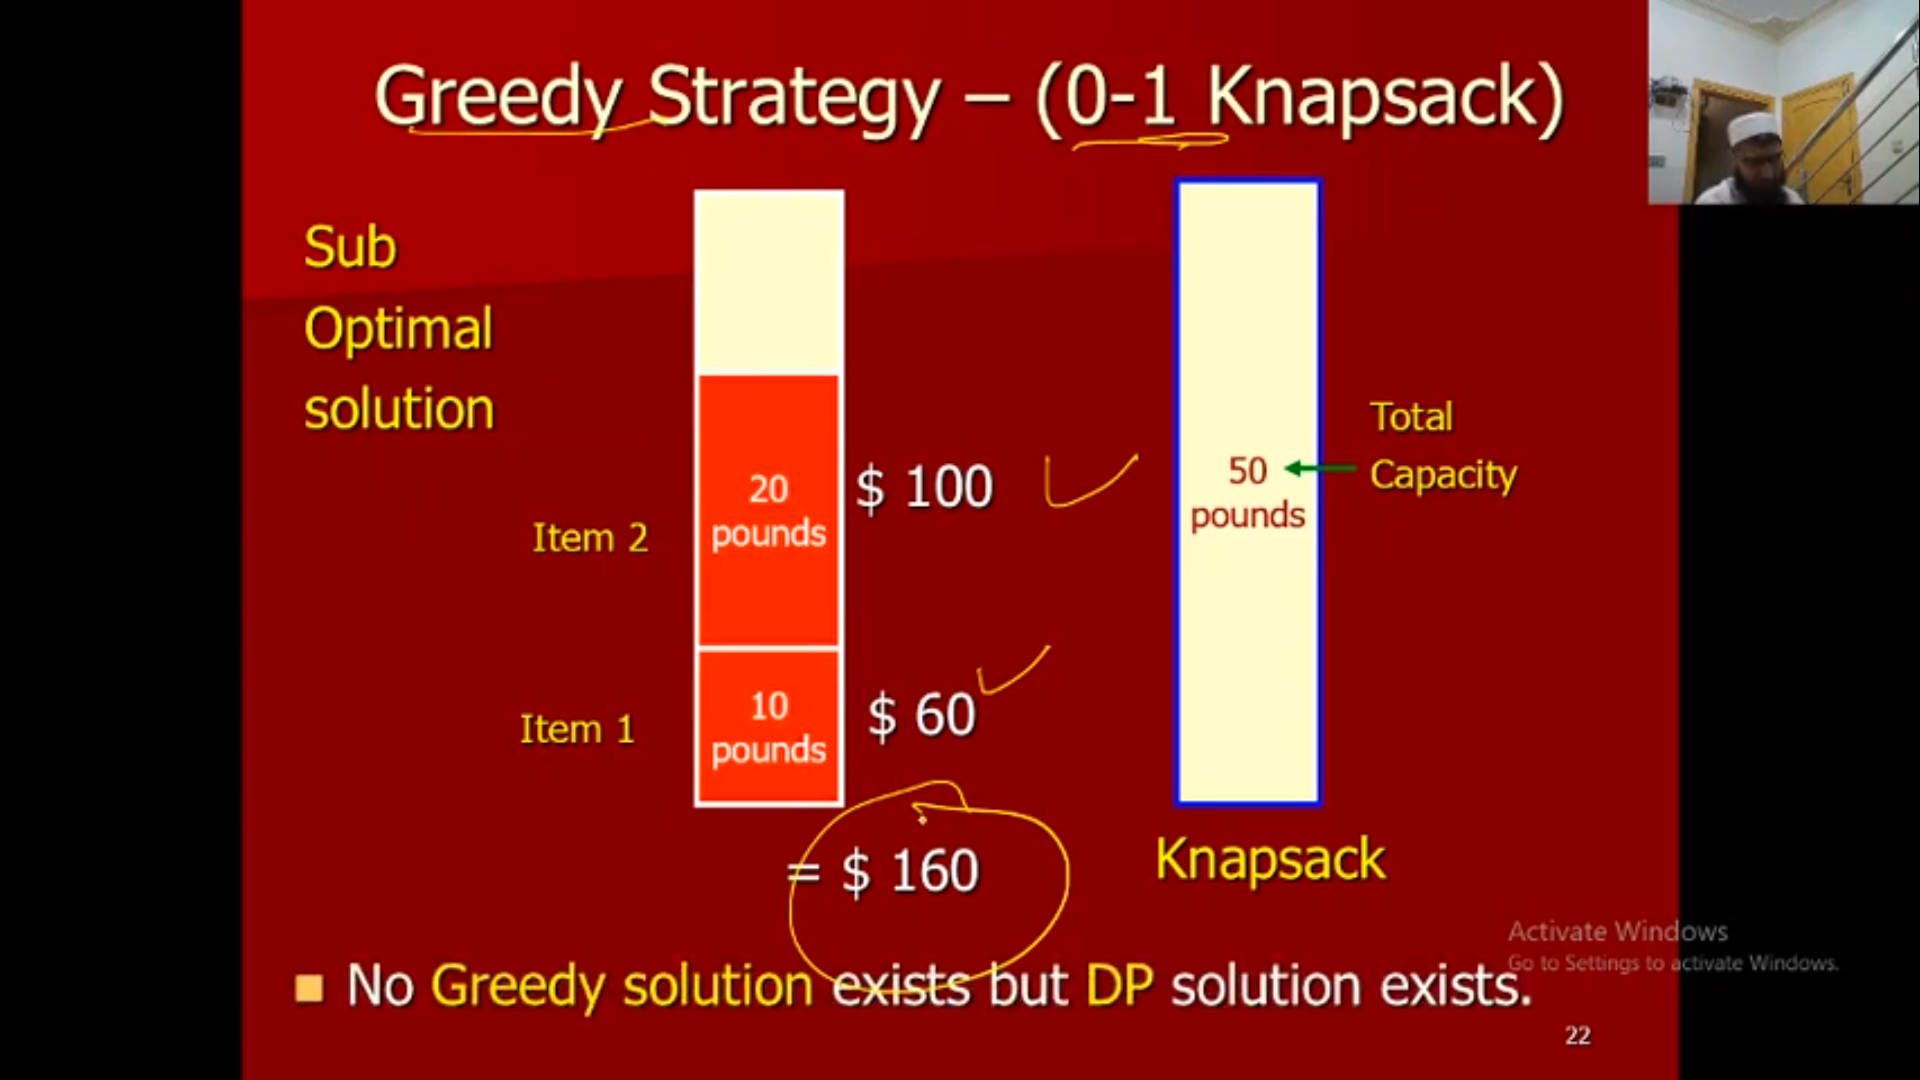 Greedy Strategy – (0-1 Knapsack)
Sub
Optimal
solution
20
pounds
$ 100
Item 2
10
pounds
$ 60
Item 1
= $ 160
50
pounds
Total
Capacity
Knapsack
Activate Windows
Go to Settings to activate Windows.
No Greedy solution exists but DP solution exists.
22